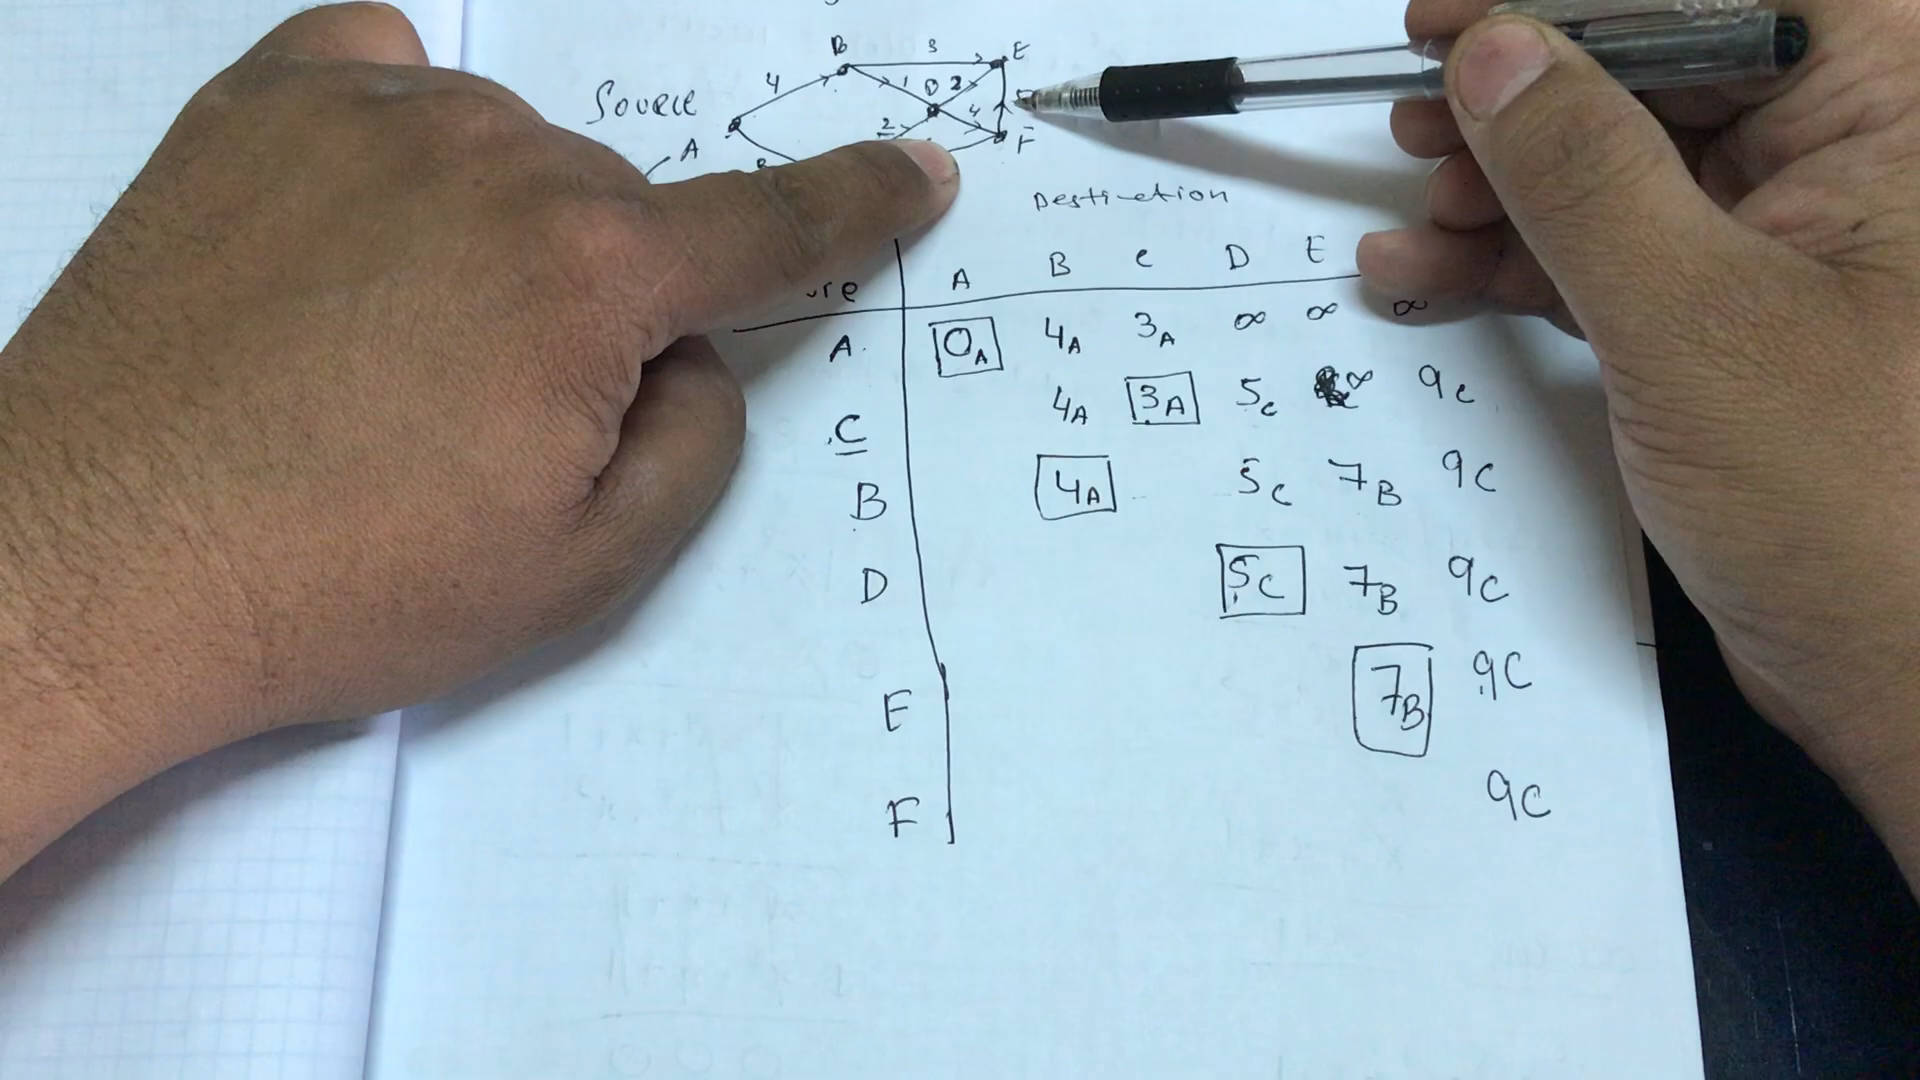 B 3 E
4 1 D 2
Source
2 4
A F
Destination
A B C D E
A 0A 4A 3A ∞ ∞ ∞
C 4A 3A 5C ∞ 9C
B 4A 5C 7B 9C
D 5C 7B 9C
E 7B 9C
F 9C